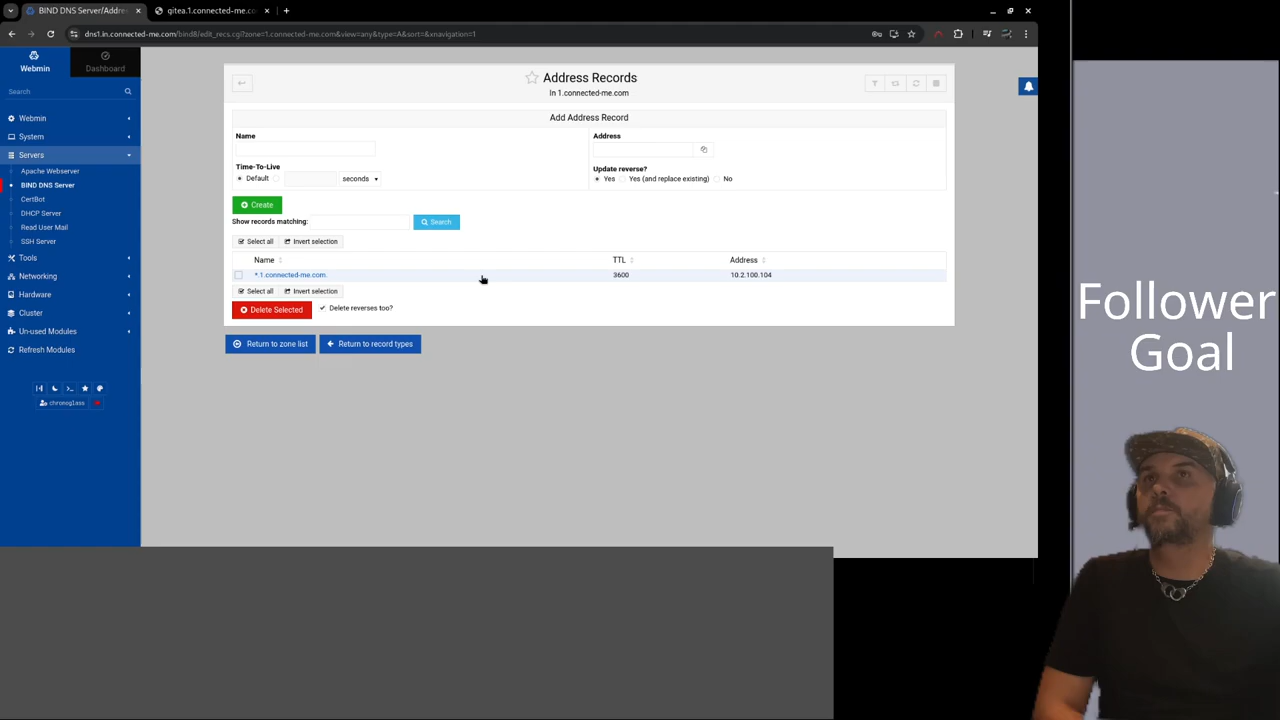 BIND DNS Server/Addre
gitea.1.connected-me.co
dns1.in.connected-me.com/bind8/edit_recs.cgi?zone=1.connected-me.com&view=any&type=A&sort=&xnavigation=1
Webmin
Dashboard
Search
Webmin
System
Servers
Apache Webserver
BIND DNS Server
CertBot
DHCP Server
Read User Mail
SSH Server
Tools
Networking
Hardware
Cluster
Un-used Modules
Refresh Modules
chronoglass
Address Records
In 1.connected-me.com
Add Address Record
Name
Address
Time-To-Live
Default
seconds
Update reverse?
Yes Yes (and replace existing) No
Create
Show records matching:
Search
Select all Invert selection
Name TTL Address
*.1.connected-me.com. 3600 10.2.100.104
Select all Invert selection
Delete Selected
Delete reverses too?
Return to zone list
Return to record types
Follower
Goal